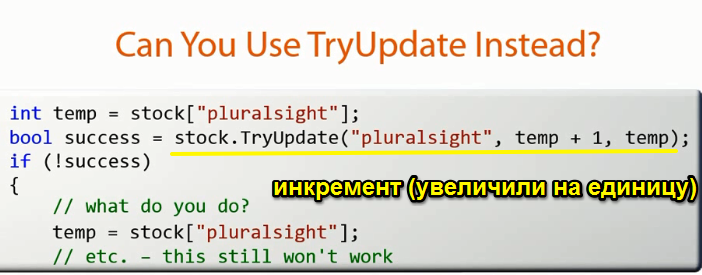 Can You Use TryUpdate Instead?
int temp = stock["pluralsight"];
bool success = stock.TryUpdate("pluralsight", temp + 1, temp);
if (!success)
{
инкремент (увеличили на единицу)
// what do you do?
temp = stock["pluralsight"];
// etc. – this still won't work